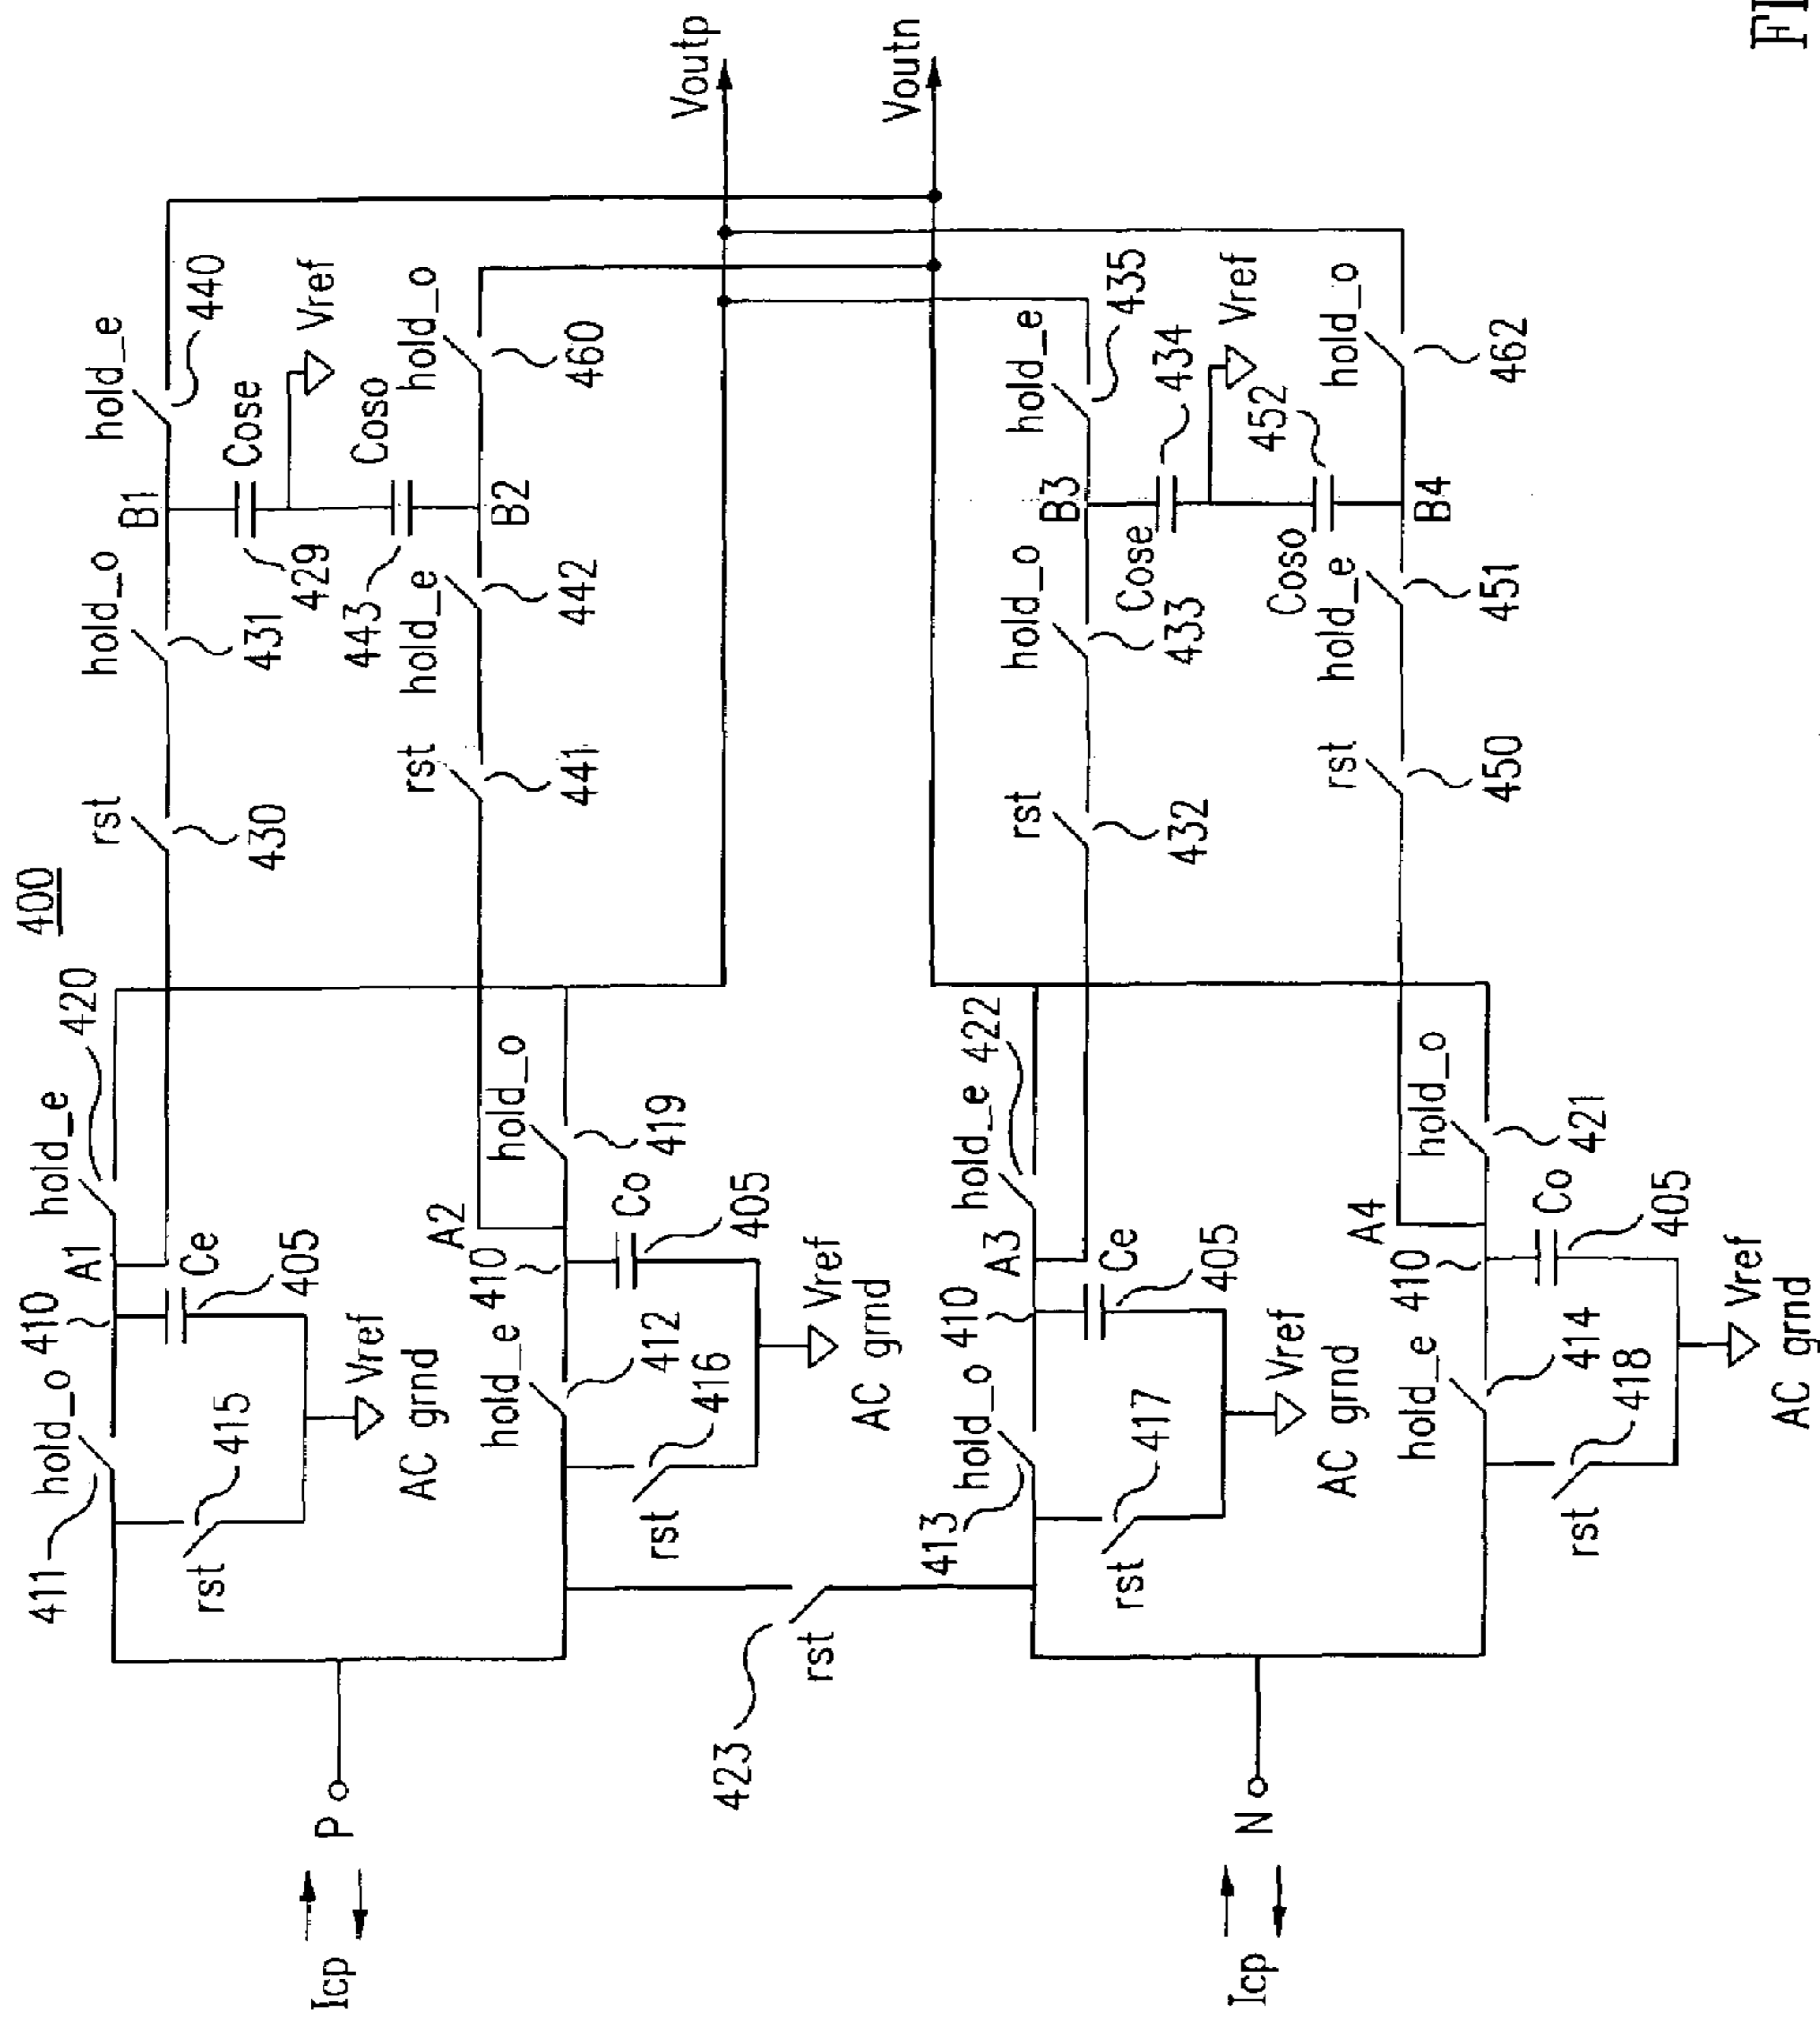 400
411
hold_o
410
A1
hold_e
420
rst
hold_o
B1
hold_e
440
415
Ce
405
430
431
429
Cose
rst
Vref
443
Coso
Vref
AC grnd
A2
hold_o
rst
hold_e
hold_o
hold_e
410
441
442
B2
460
Icp
P
412
Co
419
rst
416
405
Voutp
423
rst
Vref
AC grnd
Voutn
413
hold_o
410
A3
hold_e
422
rst
hold_o
B3
hold_e
435
417
Ce
405
432
433
Cose
434
rst
Icp
N
Vref
AC grnd
Coso
452
Vref
A4
hold_o
rst
hold_e
hold_o
hold_e
410
450
451
B4
462
414
Co
421
rst
418
405
Vref
AC grnd